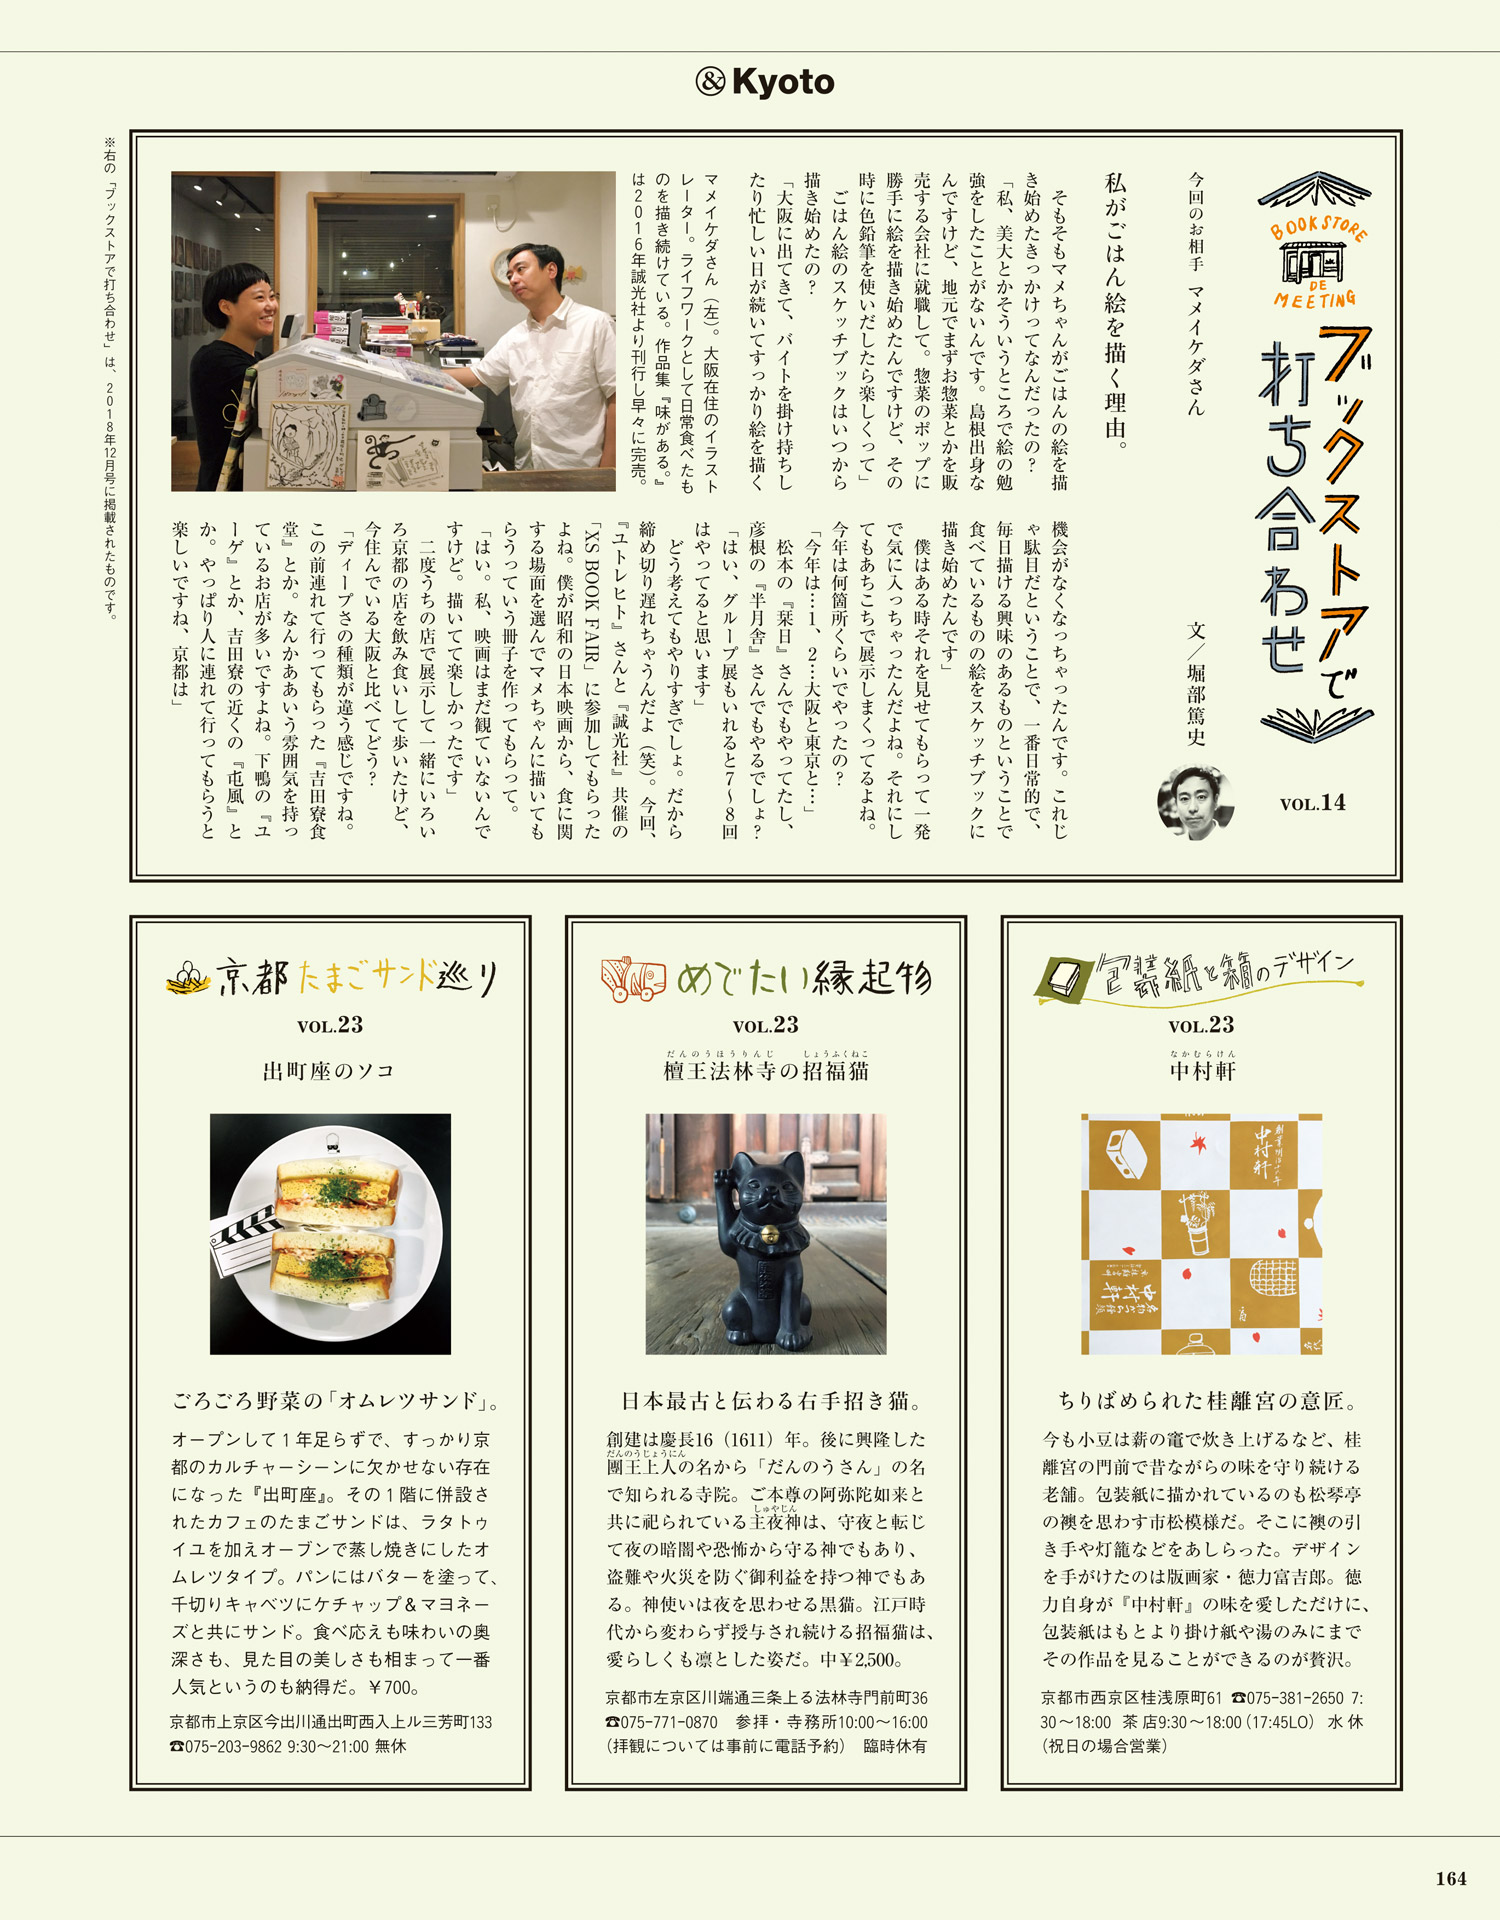 & Kyoto
BOOK STORE
DE
MEETING
ブックストアで
打ち合わせ
VOL.14
今回のお相手 マメイケダさん
文／堀部篤史
私がごはん絵を描く理由。
そもそもマメちゃんがごはんの絵を描
き始めたきっかけってなんだったの？
「私、美大とかそういうところで絵の勉
強をしたことがないんです。島根出身な
んですけど、地元でまずお惣菜とかを販
売する会社に就職して。惣菜のポップに
勝手に絵を描き始めたんですけど、その
時に色鉛筆を使いだしたら楽しくって」
ごはん絵のスケッチブックはいつから
描き始めたの？
「大阪に出てきて、バイトを掛け持ちし
たり忙しい日が続いてすっかり絵を描く
機会がなくなっちゃったんです。これじ
ゃ駄目だということで、一番日常的で、
毎日描ける興味のあるものということで
食べているものの絵をスケッチブックに
描き始めたんです」
僕はある時それを見せてもらって一発
で気に入っちゃったんだよね。それにし
てもあちこちで展示しまくってるよね。
今年は何箇所くらいでやったの？
「今年は…1、2…大阪と東京と…」
松本の『栞日』さんでもやってたし、
彦根の『半月舎』さんでもやるでしょ？
「はい、グループ展もいれると7〜8回
はやってると思います」
どう考えてもやりすぎでしょ。だから
締め切り遅れちゃうんだよ（笑）。今回、
『ユトレヒト』さんと『誠光社』共催の
「XS BOOK FAIR」に参加してもらった
よね。僕が昭和の日本映画から、食に関
する場面を選んでマメちゃんに描いても
らうっていう冊子を作ってもらって。
「はい。私、映画はまだ観ていないんで
すけど。描いてて楽しかったです」
二度うちの店で展示して一緒にいろい
ろ京都の店を飲み食いして歩いたけど、
今住んでいる大阪と比べてどう？
「ディープさの種類が違う感じですね。
この前連れて行ってもらった『吉田寮食
堂』とか。なんかああいう雰囲気を持っ
ているお店が多いですよね。下鴨の『ユ
ーゲ』とか、吉田寮の近くの『屯風』と
か。やっぱり人に連れて行ってもらうと
楽しいですね、京都は」
マメイケダさん（左）。大阪在住のイラスト
レーター。ライフワークとして日常食べたも
のを描き続けている。作品集『味がある。』
は2016年誠光社より刊行し早々に完売。
※右の「ブックストアで打ち合わせ」は、2018年12月号に掲載されたものです。
京都たまごサンド巡り
VOL.23
出町座のソコ
ごろごろ野菜の「オムレツサンド」。
オープンして1年足らずで、すっかり京
都のカルチャーシーンに欠かせない存在
になった『出町座』。その1階に併設さ
れたカフェのたまごサンドは、ラタトゥ
イユを加えオーブンで蒸し焼きにしたオ
ムレツタイプ。パンにはバターを塗って、
千切りキャベツにケチャップ＆マヨネー
ズと共にサンド。食べ応えも味わいの奥
深さも、見た目の美しさも相まって一番
人気というのも納得だ。￥700。
京都市上京区今出川通出町西入上ル三芳町133
☎075-203-9862 9:30〜21:00 無休
めでたい縁起物
VOL.23
だんのうほうりんじ しょうふくねこ
檀王法林寺の招福猫
日本最古と伝わる右手招き猫。
創建は慶長16（1611）年。後に興隆した
だんのうじょうにん
團王上人の名から「だんのうさん」の名
で知られる寺院。ご本尊の阿弥陀如来と
しゅやじん
共に祀られている主夜神は、守夜と転じ
て夜の暗闇や恐怖から守る神でもあり、
盗難や火災を防ぐ御利益を持つ神でもあ
る。神使いは夜を思わせる黒猫。江戸時
代から変わらず授与され続ける招福猫は、
愛らしくも凛とした姿だ。中￥2,500。
京都市左京区川端通三条上る法林寺門前町36
☎075-771-0870 参拝・寺務所10:00〜16:00
（拝観については事前に電話予約） 臨時休有
包装紙と箱のデザイン
VOL.23
なかむらけん
中村軒
創業明治十六年
中村軒
中村軒
ちりばめられた桂離宮の意匠。
今も小豆は薪の竈で炊き上げるなど、桂
離宮の門前で昔ながらの味を守り続ける
老舗。包装紙に描かれているのも松琴亭
の襖を思わす市松模様だ。そこに襖の引
き手や灯籠などをあしらった。デザイン
を手がけたのは版画家・徳力富吉郎。徳
力自身が『中村軒』の味を愛しただけに、
包装紙はもとより掛け紙や湯のみにまで
その作品を見ることができるのが贅沢。
京都市西京区桂浅原町61 ☎075-381-2650 7:
30〜18:00 茶店9:30〜18:00（17:45LO） 水休
（祝日の場合営業）
164